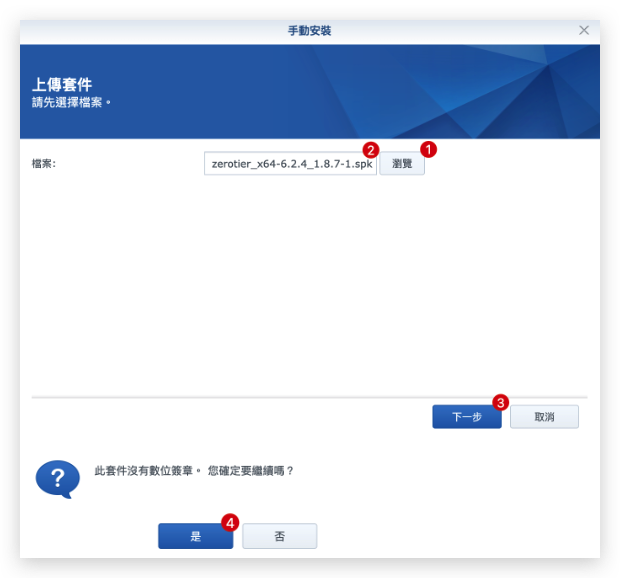 手動安裝
上傳套件
請先選擇檔案。
檔案: zerotier_x64-6.2.4_1.8.7-1.spk 2 瀏覽 1
下一步 3 取消
? 此套件沒有數位簽章。 您確定要繼續嗎？
是 4 否